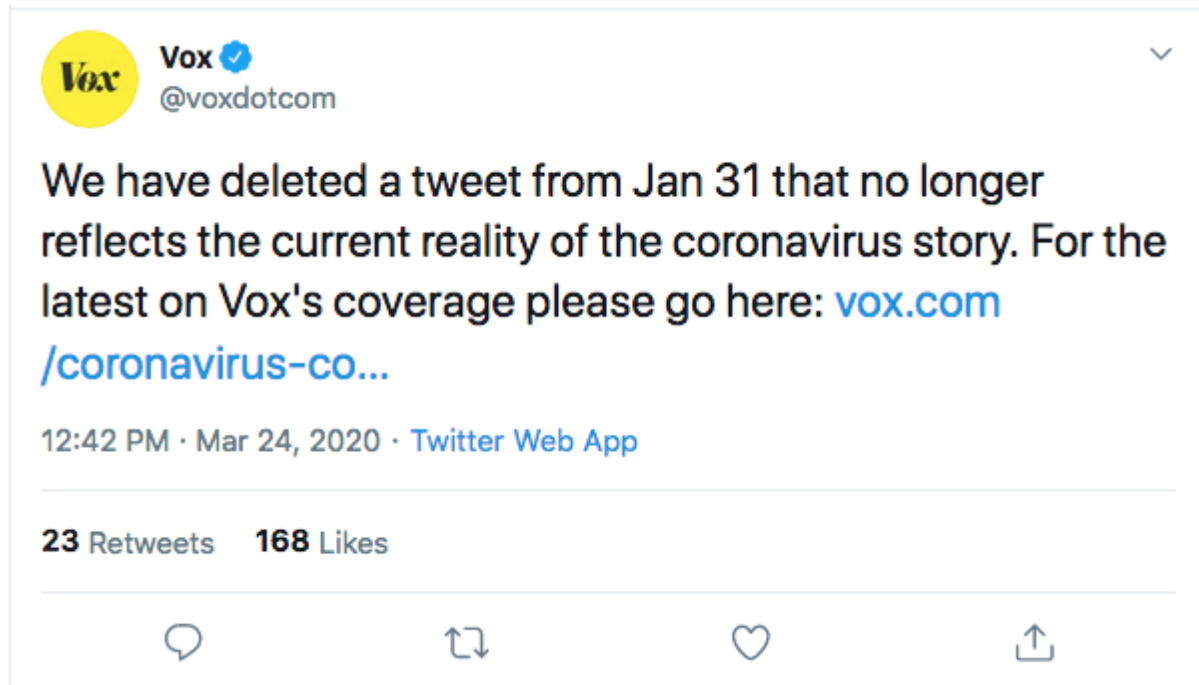 Vox
Vox
@voxdotcom
We have deleted a tweet from Jan 31 that no longer
reflects the current reality of the coronavirus story. For the
latest on Vox's coverage please go here: vox.com
/coronavirus-co...
12:42 PM · Mar 24, 2020 · Twitter Web App
23 Retweets 168 Likes